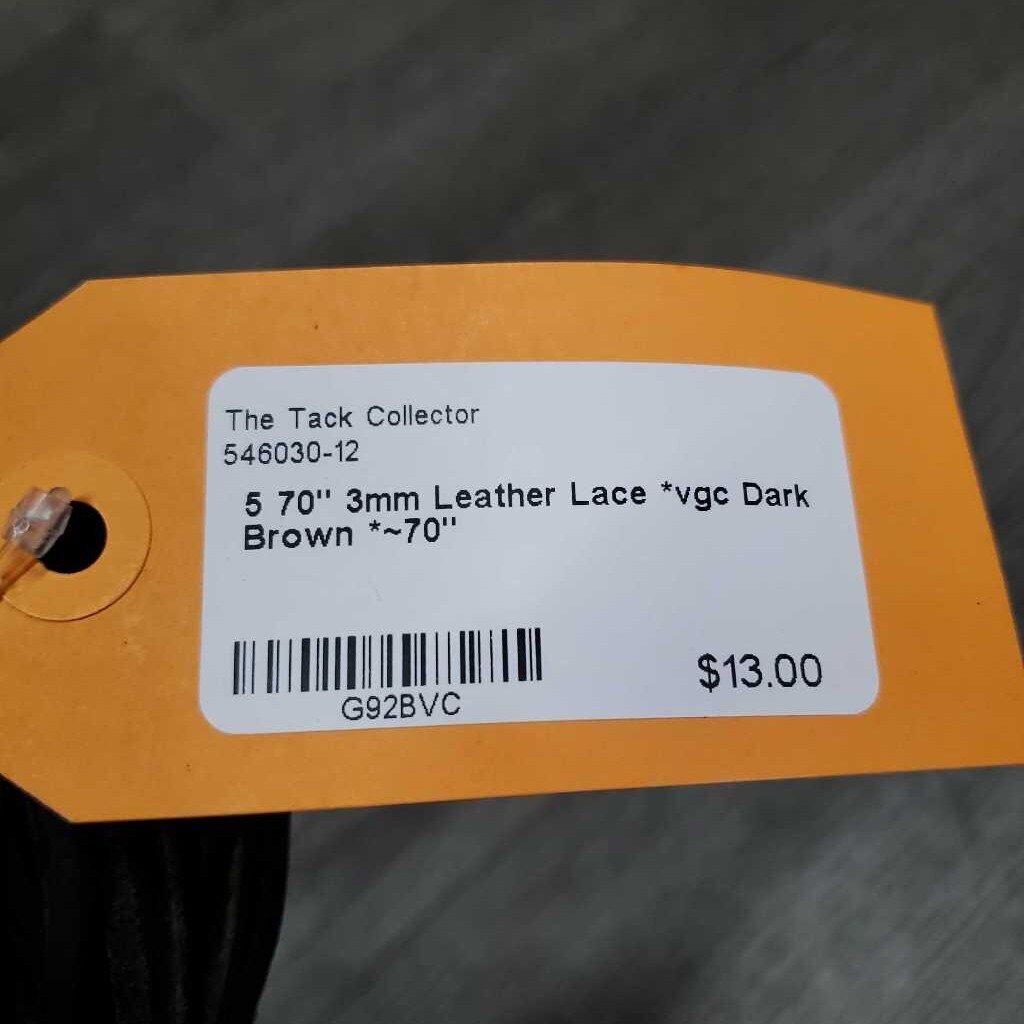 The Tack Collector
546030-12
5 70" 3mm Leather Lace *vgc Dark
Brown *~70"
G92BVC
$13.00